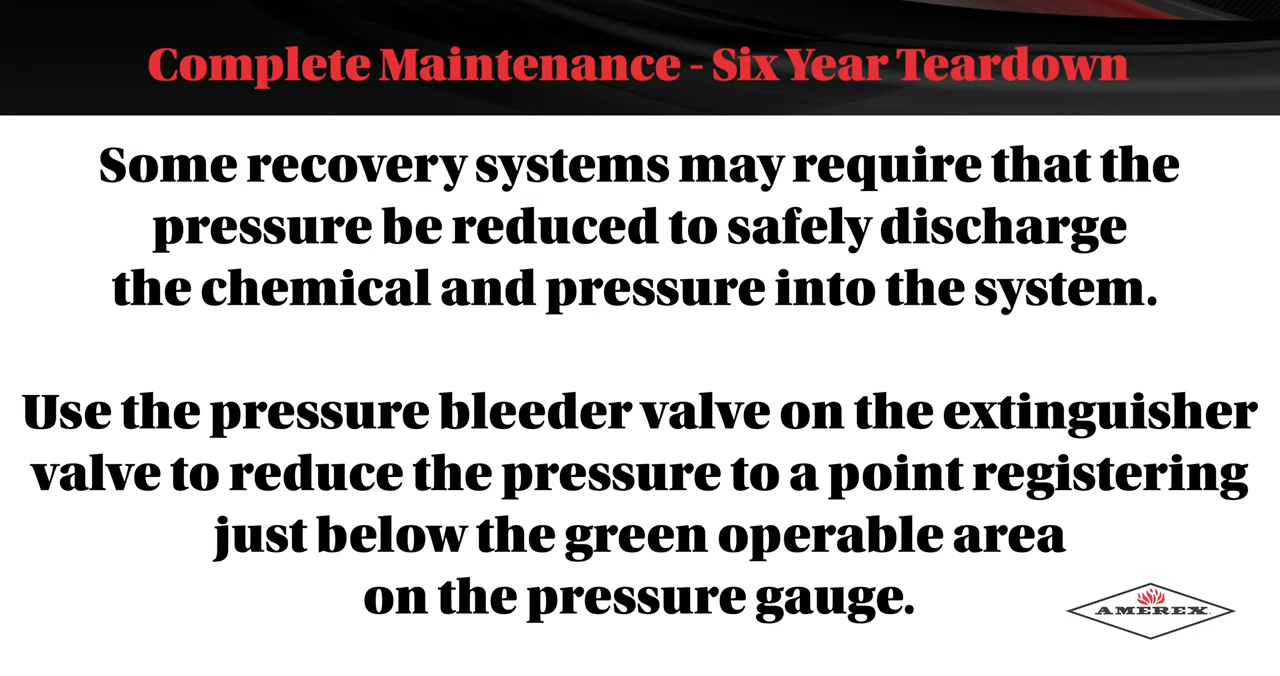 Complete Maintenance - Six Year Teardown
Some recovery systems may require that the
pressure be reduced to safely discharge
the chemical and pressure into the system.
Use the pressure bleeder valve on the extinguisher
valve to reduce the pressure to a point registering
just below the green operable area
on the pressure gauge.
AMEREX